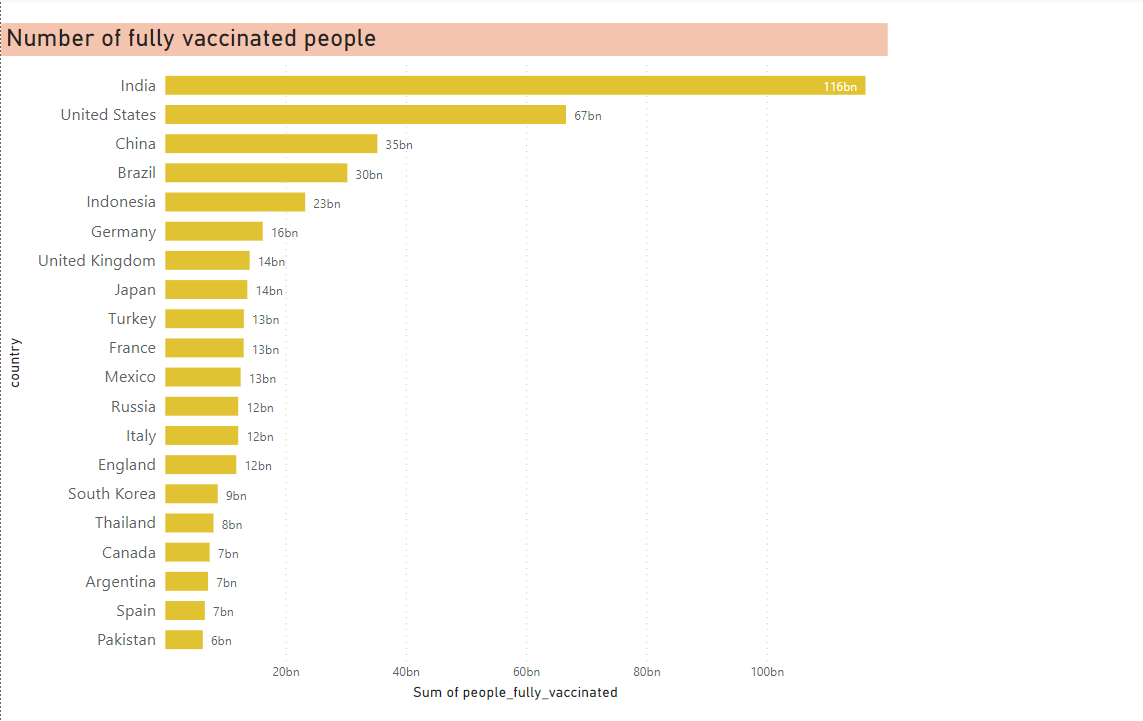 Number of fully vaccinated people
country
India 116bn
United States 67bn
China 35bn
Brazil 30bn
Indonesia 23bn
Germany 16bn
United Kingdom 14bn
Japan 14bn
Turkey 13bn
France 13bn
Mexico 13bn
Russia 12bn
Italy 12bn
England 12bn
South Korea 9bn
Thailand 8bn
Canada 7bn
Argentina 7bn
Spain 7bn
Pakistan 6bn
20bn 40bn 60bn 80bn 100bn
Sum of people_fully_vaccinated